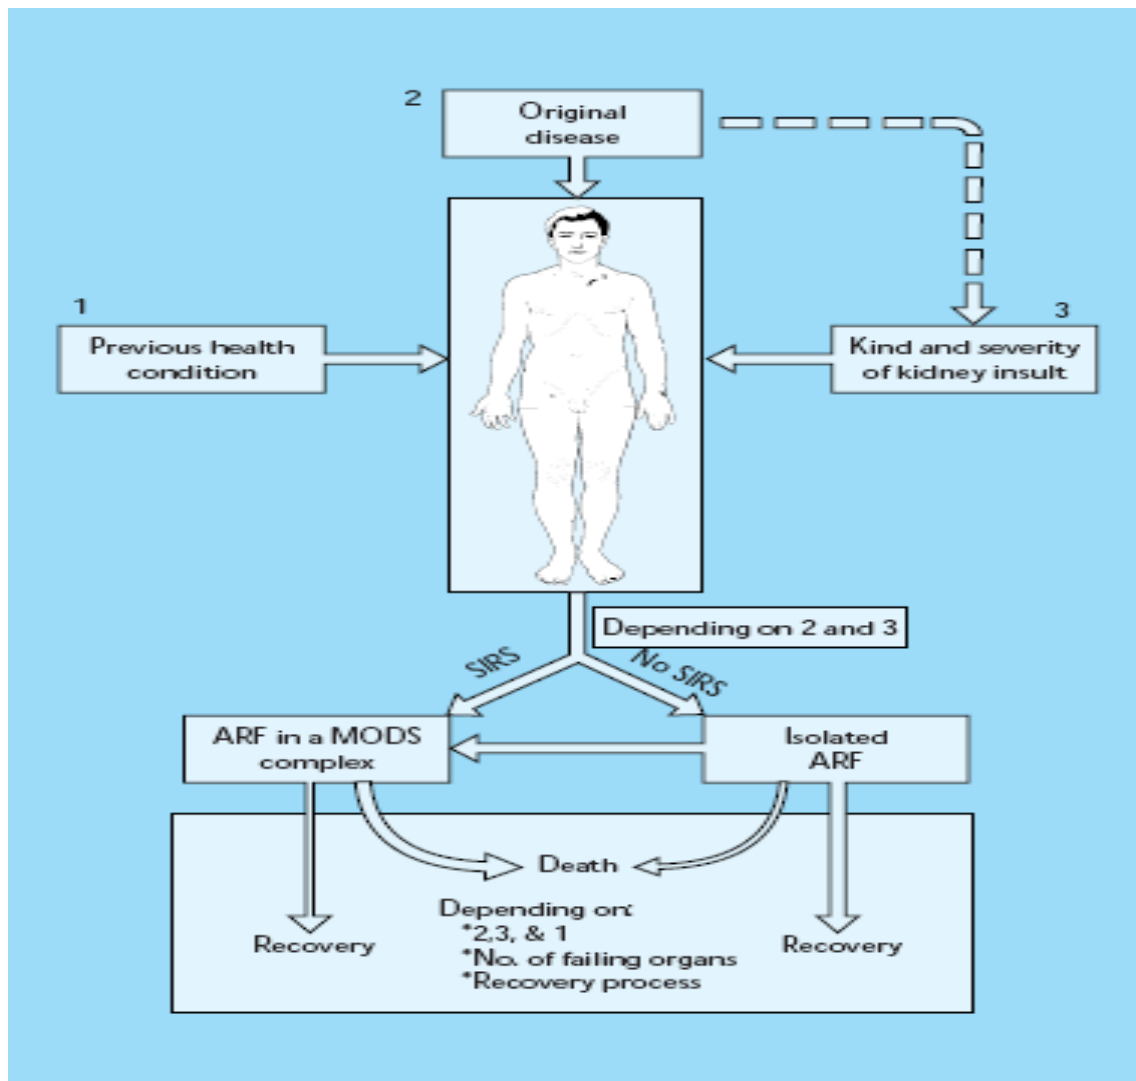 2
Original
disease
1
Previous health
condition
3
Kind and severity
of kidney insult
Depending on 2 and 3
SIRS
No SIRS
ARF in a MODS
complex
Isolated
ARF
Death
Depending on:
*2,3, & 1
*No. of failing organs
*Recovery process
Recovery
Recovery